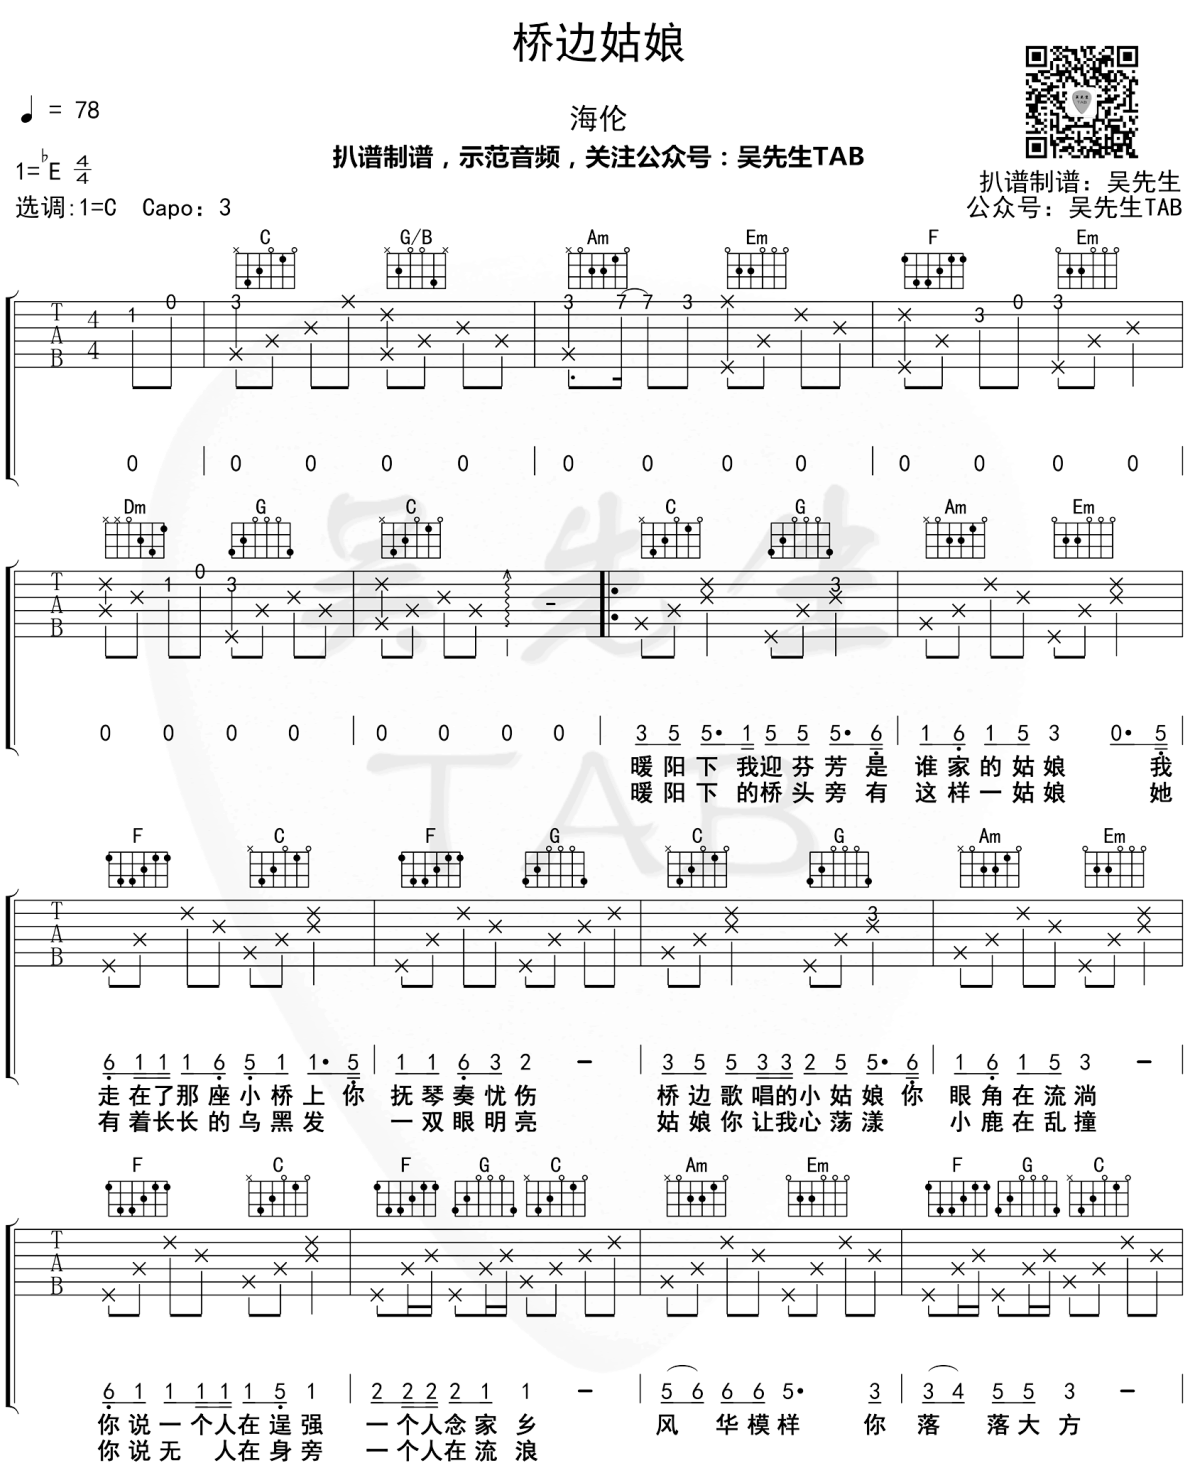 桥边姑娘
♩ = 78
海伦
扒谱制谱，示范音频，关注公众号：吴先生TAB
1=♭E 4/4
扒谱制谱：吴先生
选调:1=C Capo：3
公众号：吴先生TAB
C G/B Am Em F Em
1 0 3 3 7 7 3 3 0 3
0 0 0 0 0 0 0 0 0 0 0 0 0
Dm G C C G Am Em
1 0 3 3
0 0 0 0 0 0 0 0 3 5 5· 1 5 5 5· 6 1 6 1 5 3 0· 5
暖阳下我迎芬芳是 谁家的姑娘 我
暖阳下的桥头旁有 这样一姑娘 她
F C F G C G Am Em
3
6 1 1 1 6 5 1 1· 5 1 1 6 3 2 - 3 5 5 3 3 2 5 5· 6 1 6 1 5 3 -
走在了那座小桥上你 抚琴奏忧伤 桥边歌唱的小姑娘你 眼角在流淌
有着长长的乌黑发 一双眼明亮 姑娘你让我心荡漾 小鹿在乱撞
F C F G C Am Em F G C
6 1 1 1 1 1 5 1 2 2 2 2 1 1 - 5 6 6 6 5· 3 3 4 5 5 3 -
你说一个人在逞强 一个人念家乡 风 华模样 你 落 落大方
你说无 人在身旁 一个人在流浪
吴先生
TAB